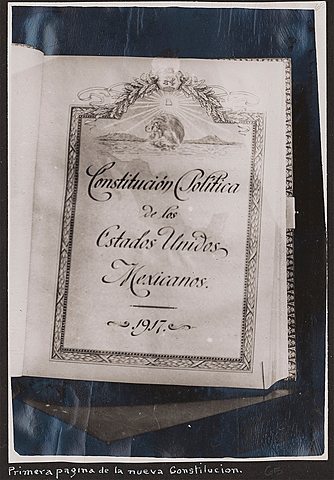 Constitución Política
de los
Estados Unidos
Mexicanos.
1917.
Primera pagina de la nueva Constitucion.